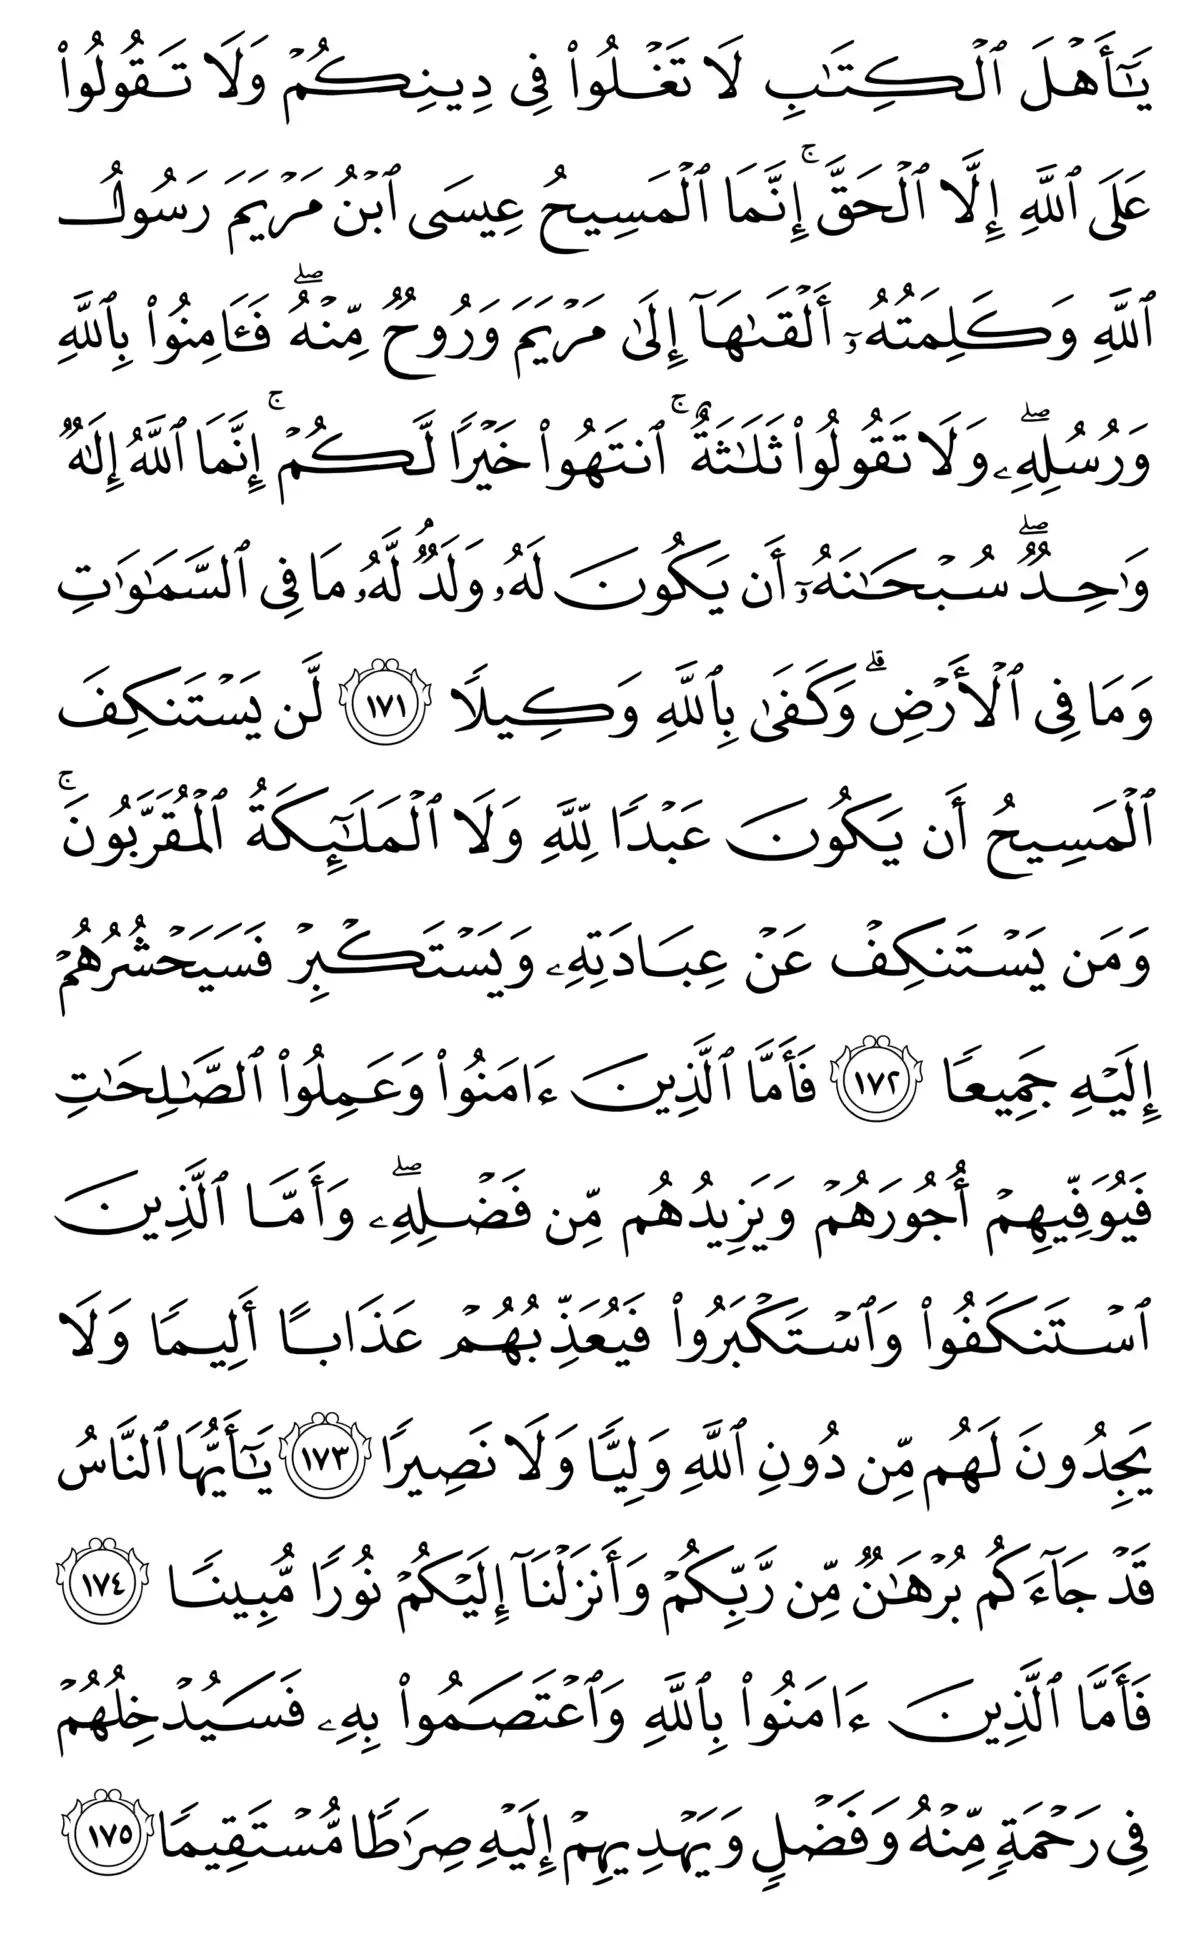 يَـٰٓأَهۡلَ ٱلۡكِتَـٰبِ لَا تَغۡلُواْ فِى دِينِكُمۡ وَلَا تَقُولُواْ
عَلَى ٱللَّهِ إِلَّا ٱلۡحَقَّۚ إِنَّمَا ٱلۡمَسِيحُ عِيسَى ٱبۡنُ مَرۡيَمَ رَسُولُ
ٱللَّهِ وَكَلِمَتُهُۥٓ أَلۡقَىٰهَآ إِلَىٰ مَرۡيَمَ وَرُوحٌ مِّنۡهُۖ فَـَٔامِنُواْ بِٱللَّهِ
وَرُسُلِهِۦۖ وَلَا تَقُولُواْ ثَلَـٰثَةٌۚ ٱنتَهُواْ خَيۡرًا لَّكُمۡۚ إِنَّمَا ٱللَّهُ إِلَـٰهٌ
وَٰحِدٌۖ سُبۡحَـٰنَهُۥٓ أَن يَكُونَ لَهُۥ وَلَدٌۘ لَّهُۥ مَا فِى ٱلسَّمَـٰوَٰتِ
وَمَا فِى ٱلۡأَرۡضِۗ وَكَفَىٰ بِٱللَّهِ وَكِيلًا ١٧١ لَّن يَسۡتَنكِفَ
ٱلۡمَسِيحُ أَن يَكُونَ عَبۡدًا لِّلَّهِ وَلَا ٱلۡمَلَـٰٓئِكَةُ ٱلۡمُقَرَّبُونَۚ
وَمَن يَسۡتَنكِفۡ عَنۡ عِبَادَتِهِۦ وَيَسۡتَكۡبِرۡ فَسَيَحۡشُرُهُمۡ
إِلَيۡهِ جَمِيعًا ١٧٢ فَأَمَّا ٱلَّذِينَ ءَامَنُواْ وَعَمِلُواْ ٱلصَّـٰلِحَـٰتِ
فَيُوَفِّيهِمۡ أُجُورَهُمۡ وَيَزِيدُهُم مِّن فَضۡلِهِۦۖ وَأَمَّا ٱلَّذِينَ
ٱسۡتَنكَفُواْ وَٱسۡتَكۡبَرُواْ فَيُعَذِّبُهُمۡ عَذَابًا أَلِيمًا وَلَا
يَجِدُونَ لَهُم مِّن دُونِ ٱللَّهِ وَلِيًّا وَلَا نَصِيرًا ١٧٣ يَـٰٓأَيُّهَا ٱلنَّاسُ
قَدۡ جَآءَكُم بُرۡهَـٰنٌ مِّن رَّبِّكُمۡ وَأَنزَلۡنَآ إِلَيۡكُمۡ نُورًا مُّبِينًا ١٧٤
فَأَمَّا ٱلَّذِينَ ءَامَنُواْ بِٱللَّهِ وَٱعۡتَصَمُواْ بِهِۦ فَسَيُدۡخِلُهُمۡ
فِى رَحۡمَةٍ مِّنۡهُ وَفَضۡلٍ وَيَهۡدِيهِمۡ إِلَيۡهِ صِرَٰطًا مُّسۡتَقِيمًا ١٧٥